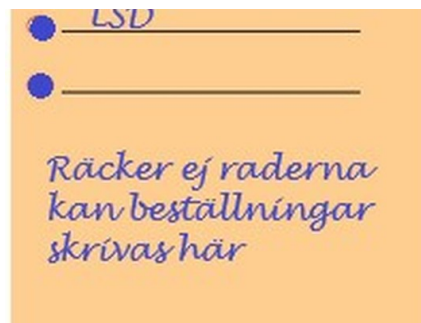 LSD
Räcker ej raderna
kan beställningar
skrivas här